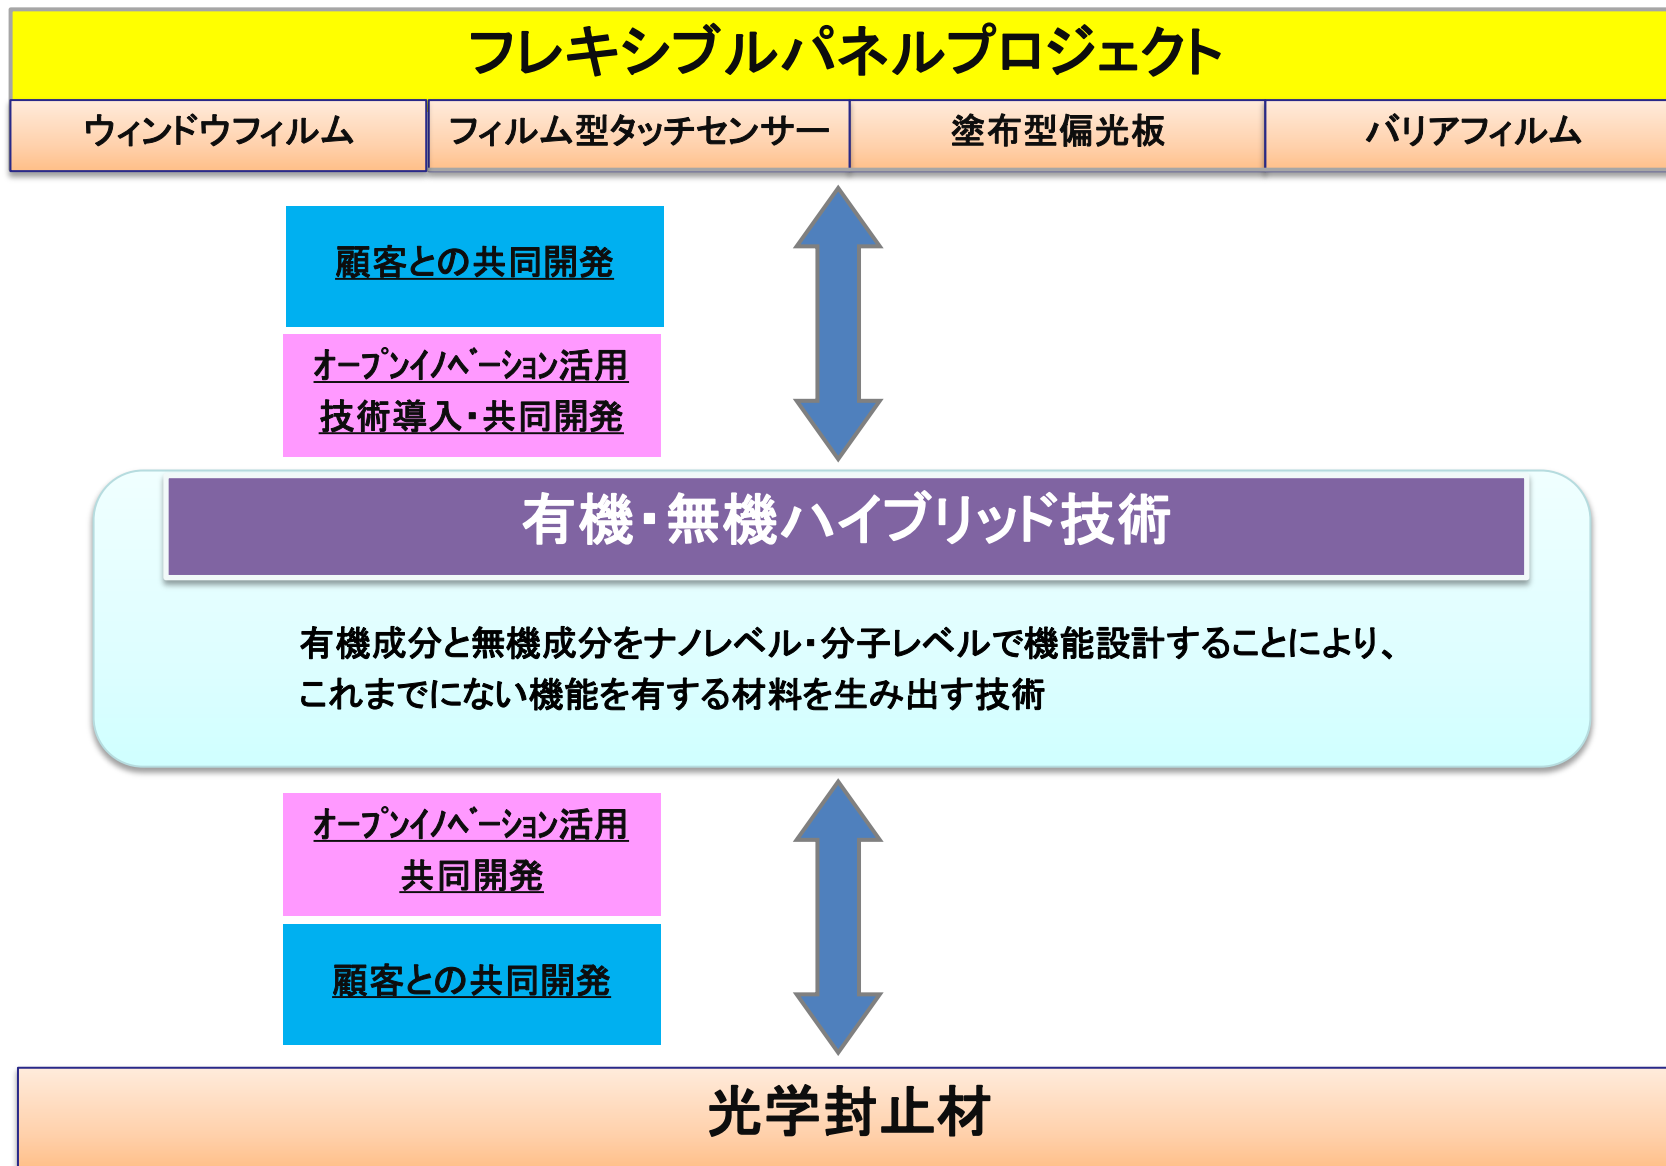 フレキシブルパネルプロジェクト
ウィンドウフィルム
フィルム型タッチセンサー
塗布型偏光板
バリアフィルム
顧客との共同開発
ｵｰﾌﾟﾝｲﾉﾍﾞｰｼｮﾝ活用
技術導入・共同開発
有機・無機ハイブリッド技術
有機成分と無機成分をナノレベル・分子レベルで機能設計することにより、
これまでにない機能を有する材料を生み出す技術
ｵｰﾌﾟﾝｲﾉﾍﾞｰｼｮﾝ活用
共同開発
顧客との共同開発
光学封止材